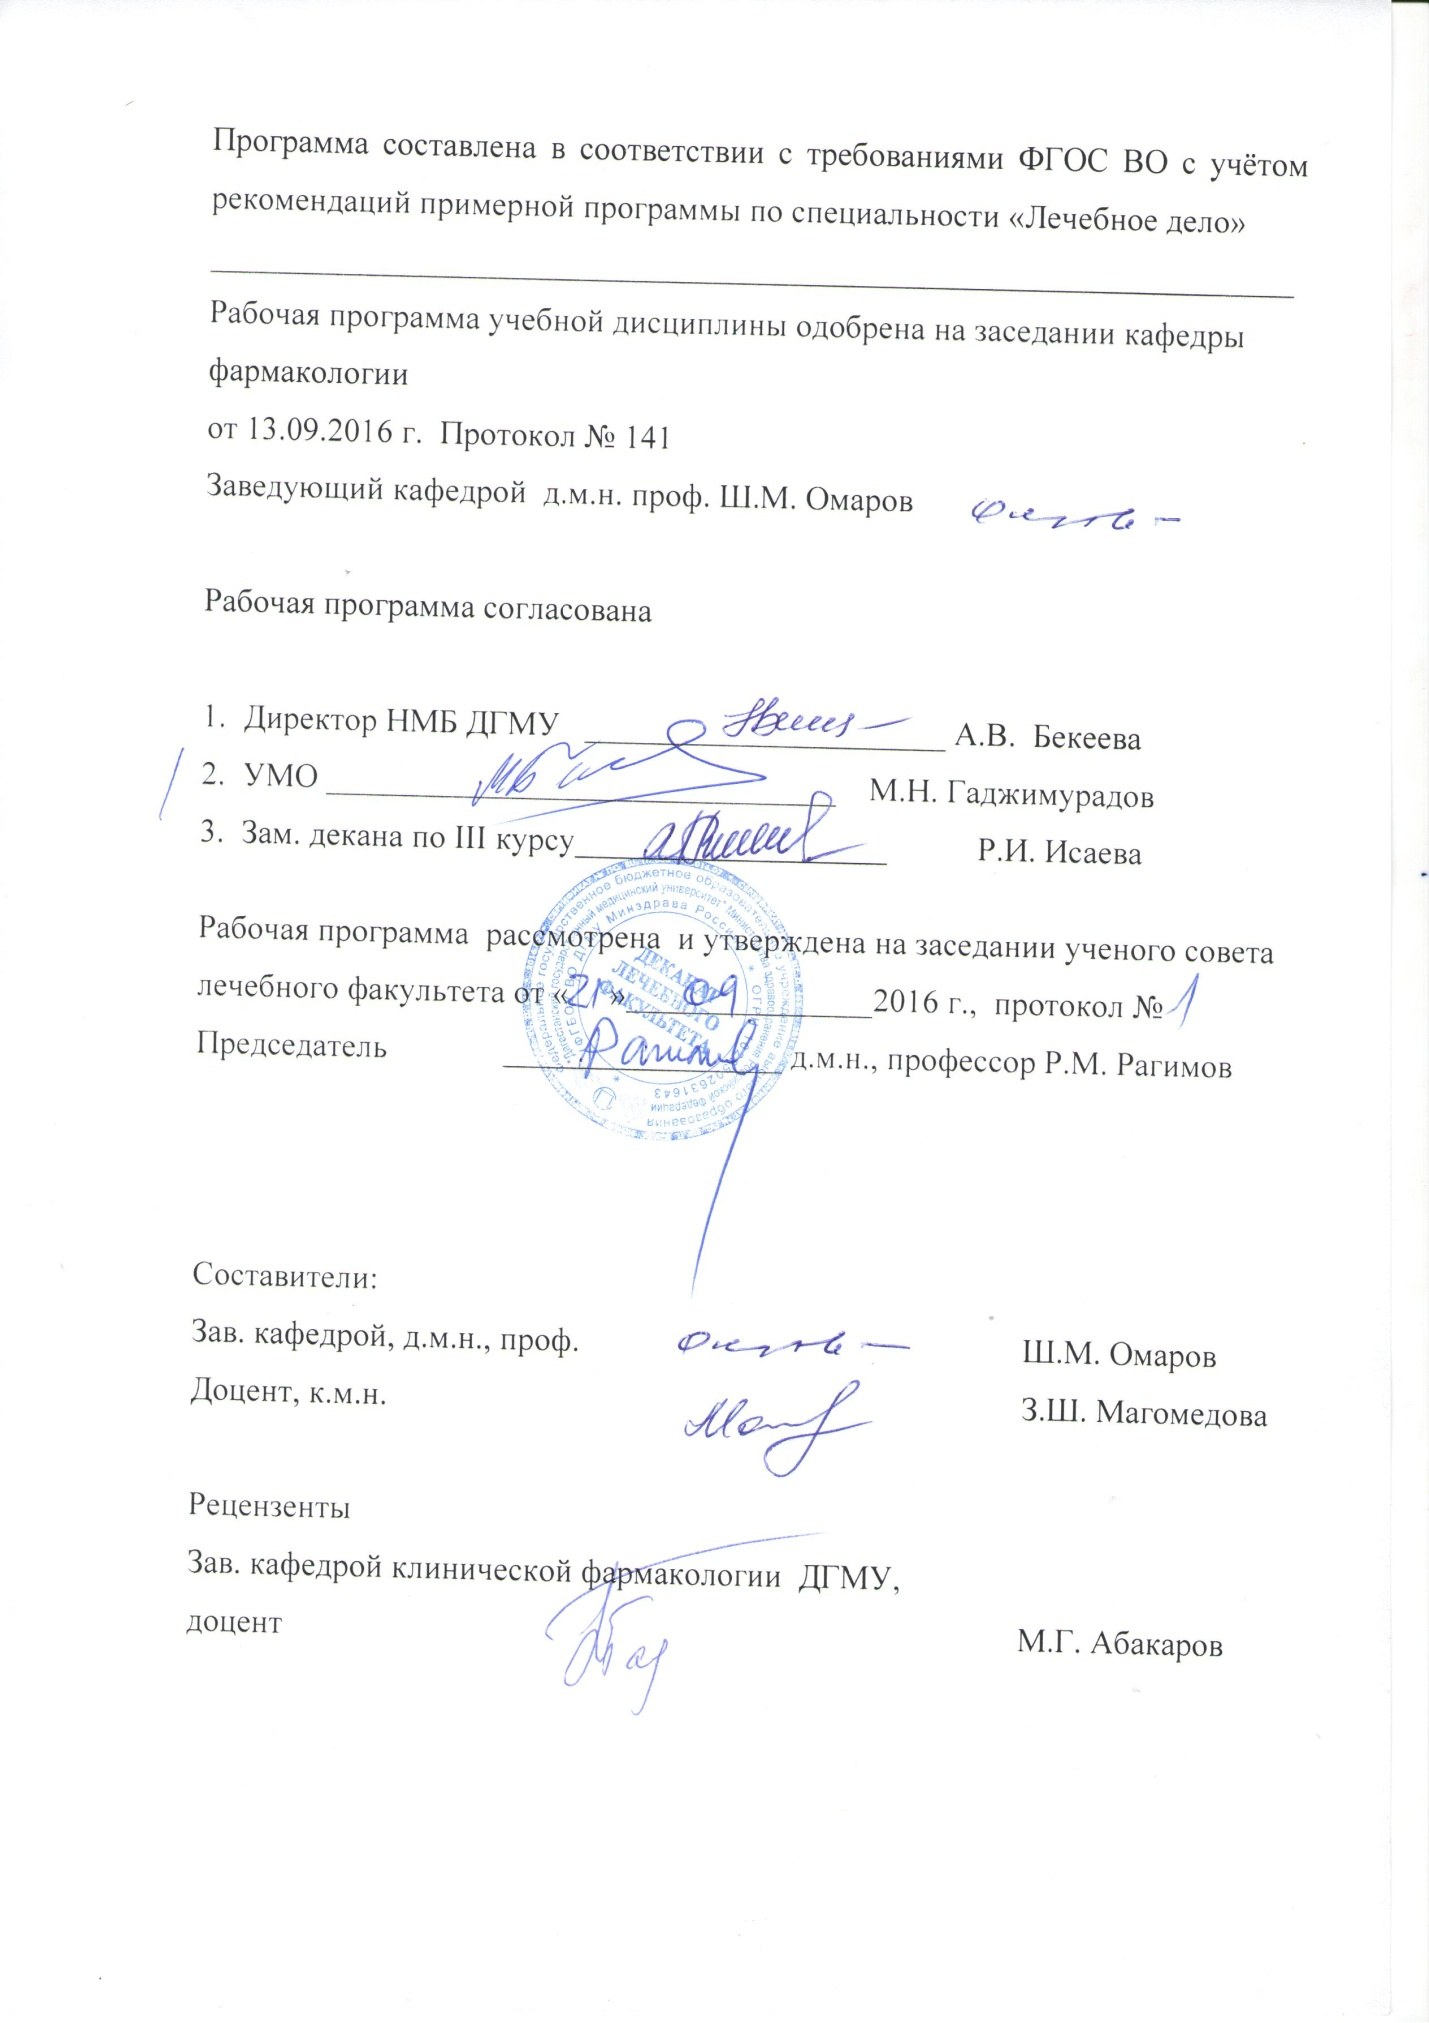 Программа составлена в соответствии с требованиями ФГОС ВО с учётом
рекомендаций примерной программы по специальности «Лечебное дело»
Рабочая программа учебной дисциплины одобрена на заседании кафедры
фармакологии
от 13.09.2016 г. Протокол № 141
Заведующий кафедрой д.м.н. проф. Ш.М. Омаров
Рабочая программа согласована
1. Директор НМБ ДГМУ А.В. Бекеева
2. УМО М.Н. Гаджимурадов
3. Зам. декана по III курсу Р.И. Исаева
Рабочая программа рассмотрена и утверждена на заседании ученого совета
лечебного факультета от «21» 09 2016 г., протокол № 1
Председатель д.м.н., профессор Р.М. Рагимов
ДЕКАНАТ
ЛЕЧЕБНОГО
ФАКУЛЬТЕТА
Составители:
Зав. кафедрой, д.м.н., проф. Ш.М. Омаров
Доцент, к.м.н. З.Ш. Магомедова
Рецензенты
Зав. кафедрой клинической фармакологии ДГМУ,
доцент М.Г. Абакаров